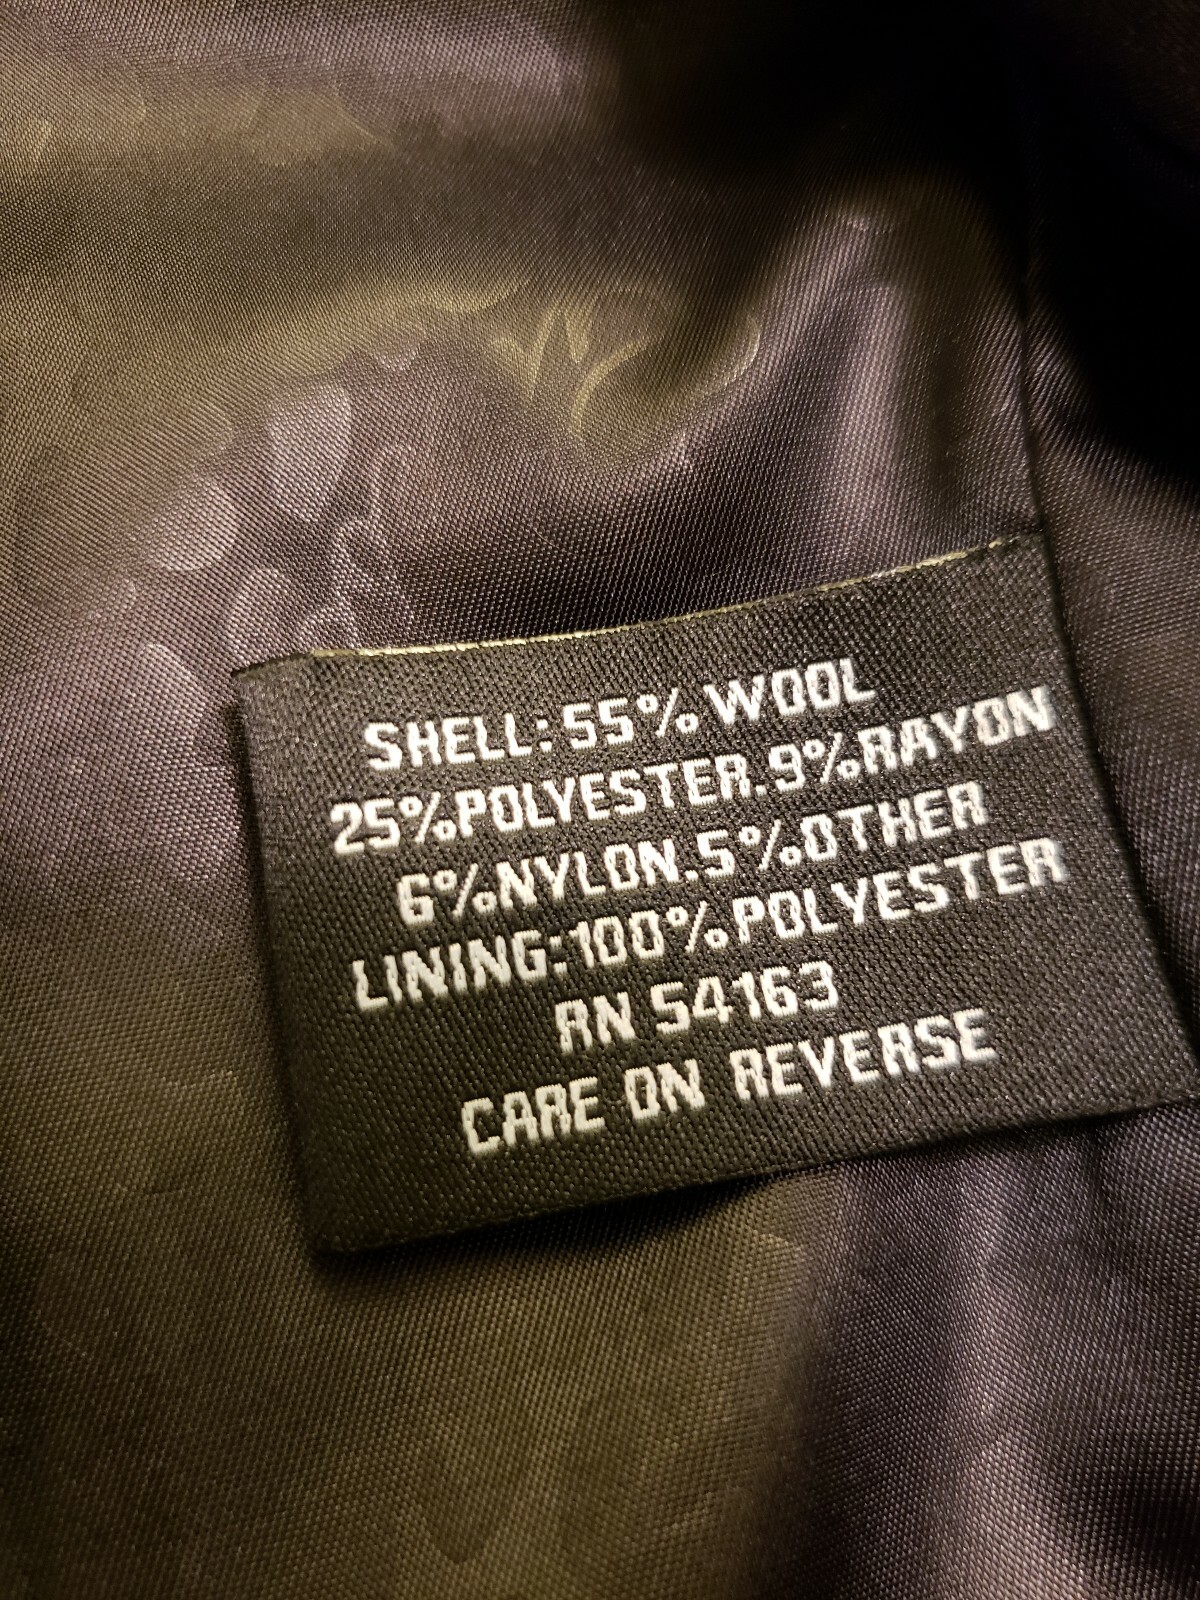 SHELL: 55% WOOL
25%POLYESTER.9%RAYON
6%NYLON.5%OTHER
LINING:100%POLYESTER
RN 54163
CARE ON REVERSE